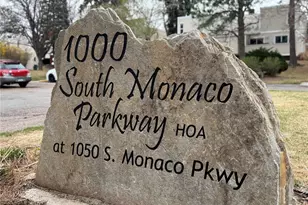 1000
South Monaco
Parkway HOA
at 1050 S. Monaco Pkwy